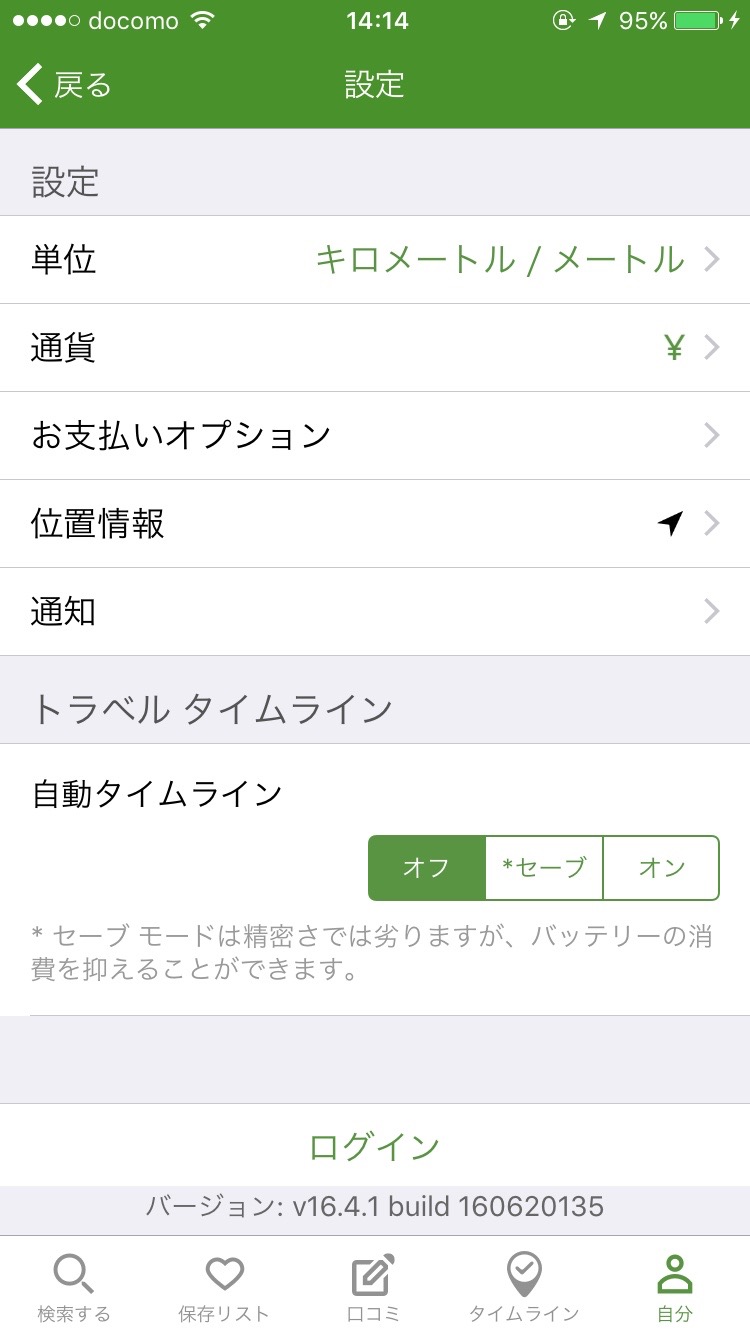 docomo 14:14 95%
戻る 設定
設定
単位 キロメートル / メートル
通貨 ¥
お支払いオプション
位置情報
通知
トラベル タイムライン
自動タイムライン
オフ *セーブ オン
* セーブ モードは精密さでは劣りますが、バッテリーの消
費を抑えることができます。
ログイン
バージョン: v16.4.1 build 160620135
検索する 保存リスト 口コミ タイムライン 自分